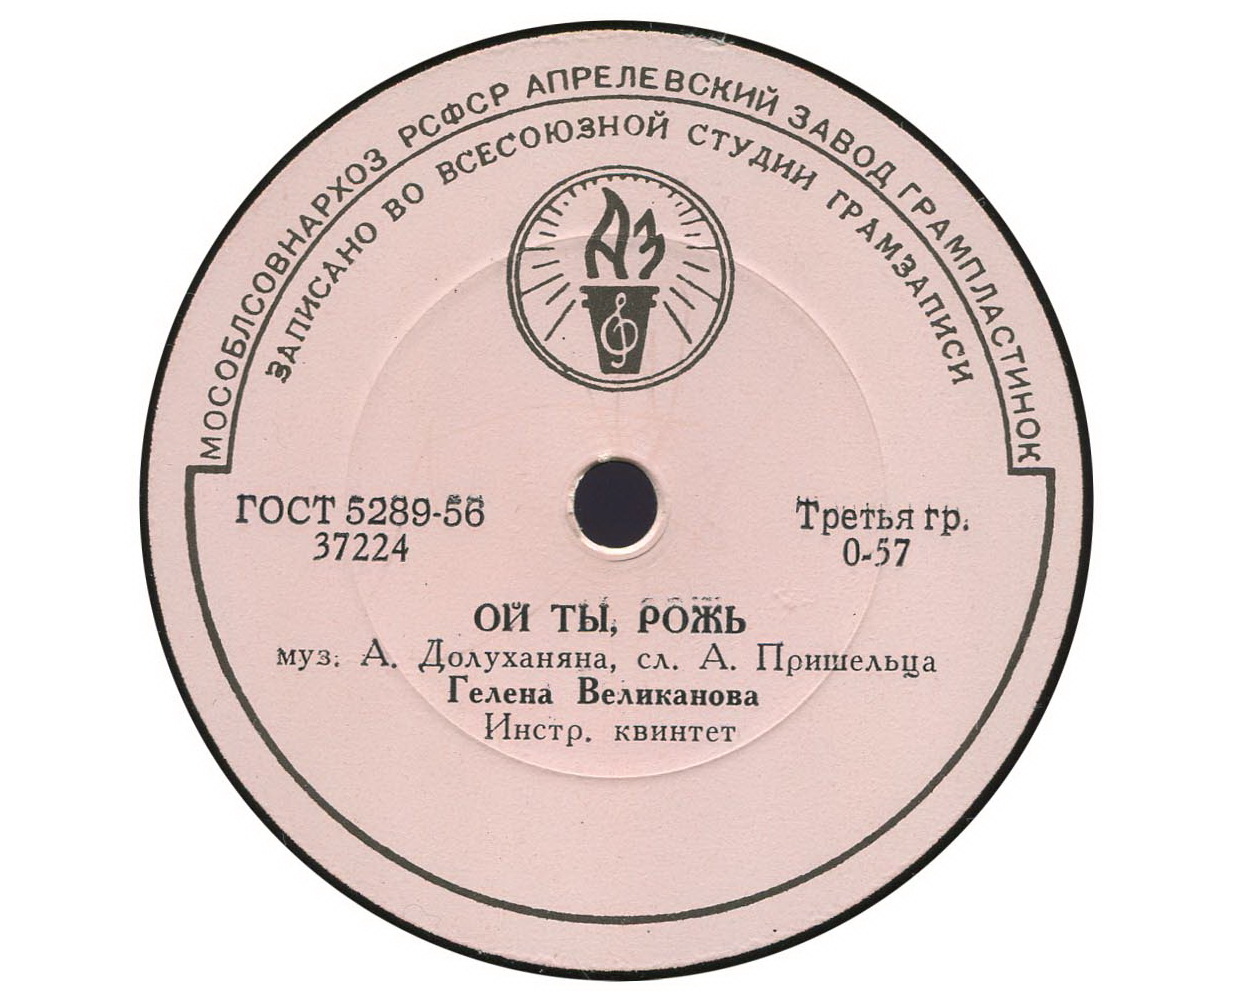 МОСОБЛСОВНАРХОЗ РСФСР АПРЕЛЕВСКИЙ ЗАВОД ГРАМПЛАСТИНОК
ЗАПИСАНО ВО ВСЕСОЮЗНОЙ СТУДИИ ГРАМЗАПИСИ
АЗ
ГОСТ 5289-56
37224
Третья гр.
0-57
ОЙ ТЫ, РОЖЬ
муз. А. Долуханяна, сл. А. Пришельца
Гелена Великанова
Инстр. квинтет